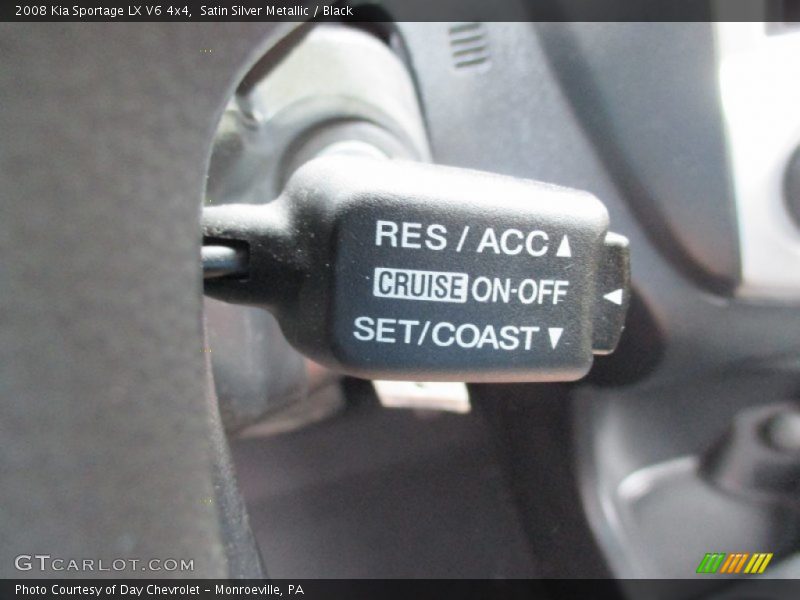 2008 Kia Sportage LX V6 4x4, Satin Silver Metallic / Black
RES / ACC ▲
CRUISE ON-OFF ◀
SET/COAST ▼
GTCARLOT.COM
Photo Courtesy of Day Chevrolet - Monroeville, PA